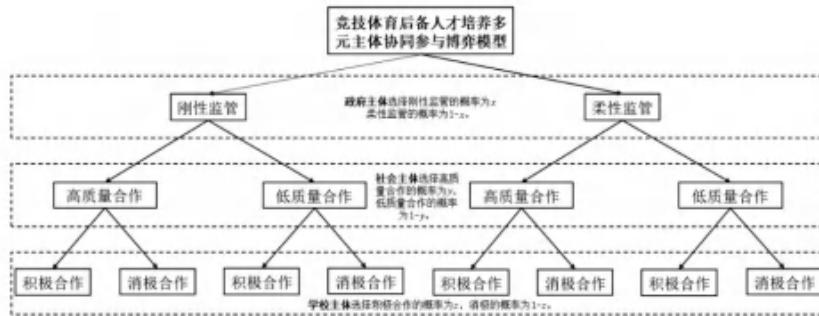 竞技体育后备人才培养多
元主体协同参与博弈模型
刚性监管
政府主体选择刚性监管的概率为x
柔性监管的概率为1-x。
柔性监管
高质量合作
低质量合作
社会主体选择高质
量合作的概率为y,
低质量合作的概率
为1-y。
高质量合作
低质量合作
积极合作
消极合作
积极合作
消极合作
积极合作
消极合作
积极合作
消极合作
学校主体选择积极合作的概率为z，消极的概率为1-z。